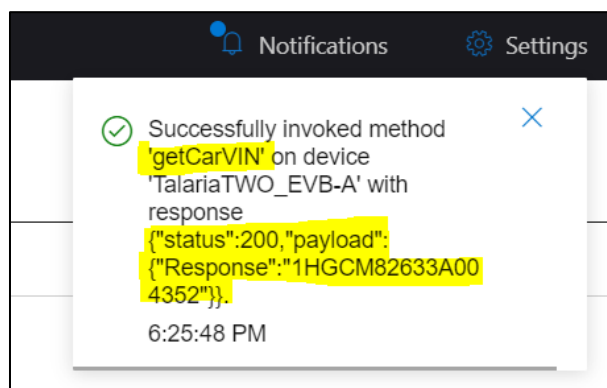 Notifications Settings
Successfully invoked method
'getCarVIN' on device
'TalariaTWO_EVB-A' with
response
{"status":200,"payload":
{"Response":"1HGCM82633A00
4352"}}.
6:25:48 PM